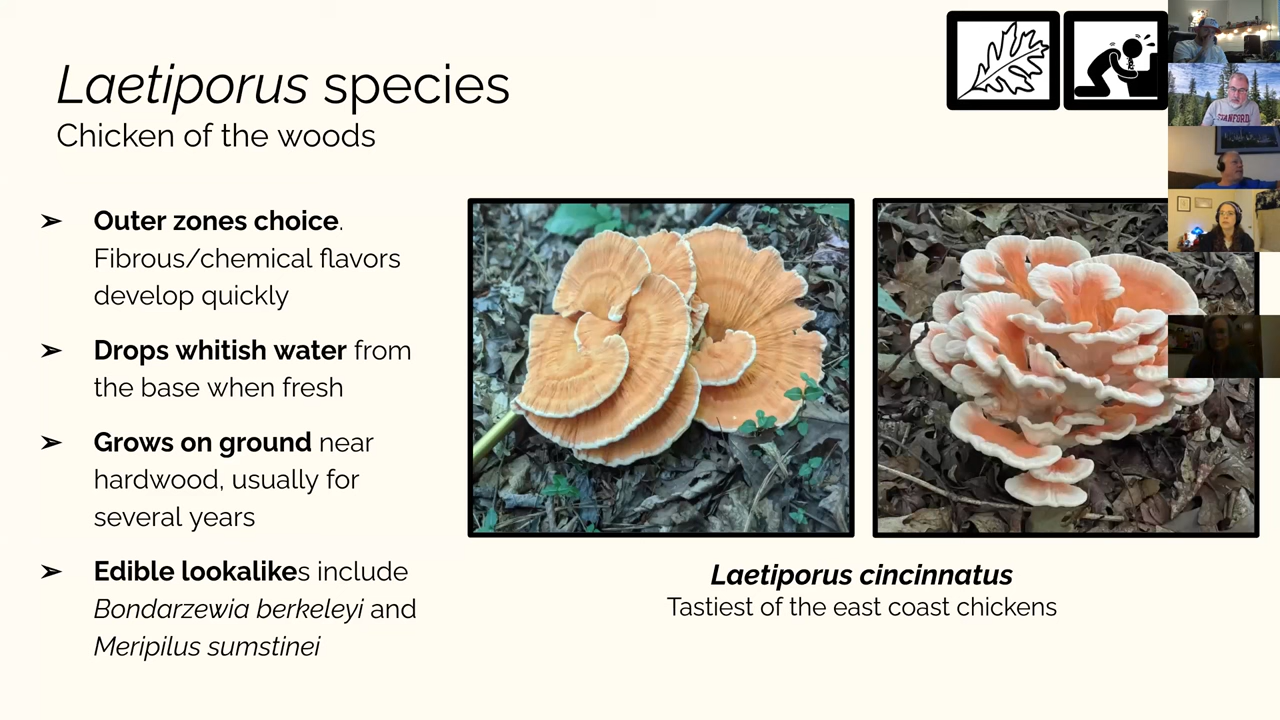 Laetiporus species
Chicken of the woods
➢ Outer zones choice.
Fibrous/chemical flavors
develop quickly
➢ Drops whitish water from
the base when fresh
➢ Grows on ground near
hardwood, usually for
several years
➢ Edible lookalikes include
Bondarzewia berkeleyi and
Meripilus sumstinei
Laetiporus cincinnatus
Tastiest of the east coast chickens
STANFORD